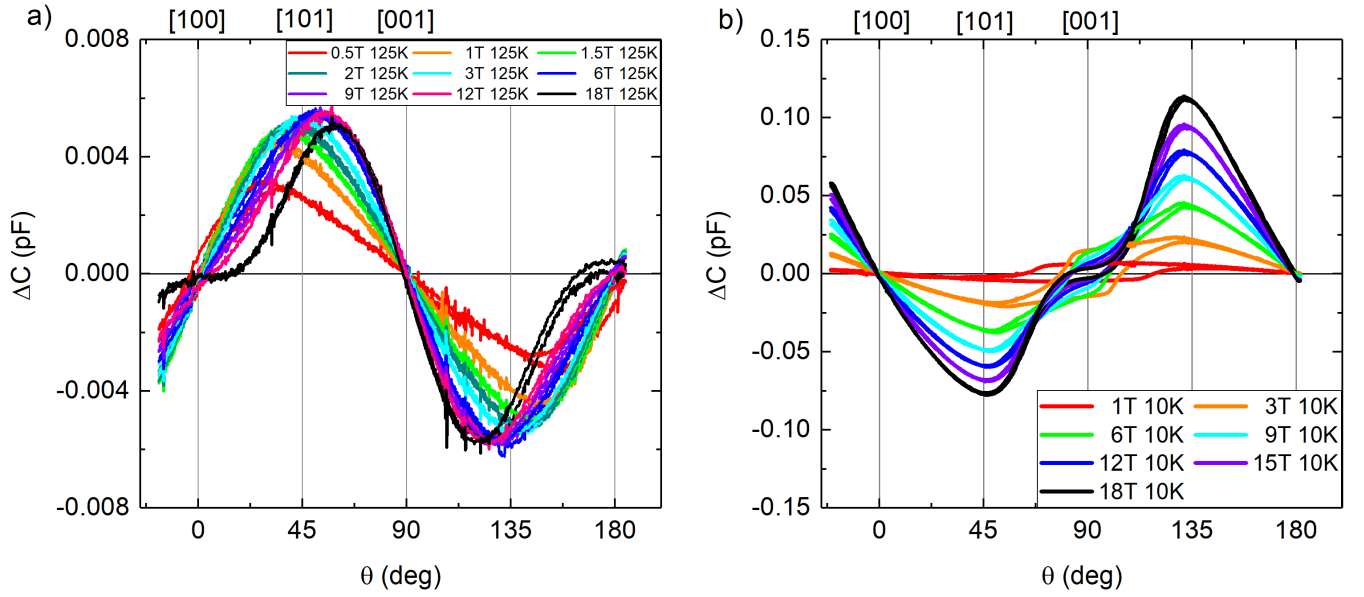 a)
[100] [101] [001]
0.008
0.004
0.000
-0.004
-0.008
ΔC (pF)
0.5T 125K 1T 125K 1.5T 125K
2T 125K 3T 125K 6T 125K
9T 125K 12T 125K 18T 125K
0 45 90 135 180
θ (deg)
b)
[100] [101] [001]
0.15
0.10
0.05
0.00
-0.05
-0.10
-0.15
ΔC (pF)
1T 10K 3T 10K
6T 10K 9T 10K
12T 10K 15T 10K
18T 10K
0 45 90 135 180
θ (deg)